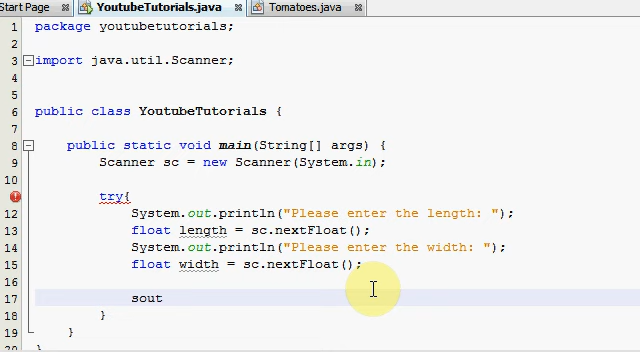 Start Page YoutubeTutorials.java Tomatoes.java
1 package youtubetutorials;
2
3 import java.util.Scanner;
4
5
6 public class YoutubeTutorials {
7
8 public static void main(String[] args) {
9 Scanner sc = new Scanner(System.in);
10
try{
12 System.out.println("Please enter the length: ");
13 float length = sc.nextFloat();
14 System.out.println("Please enter the width: ");
15 float width = sc.nextFloat();
16
17 sout
18 }
19 }
20 }